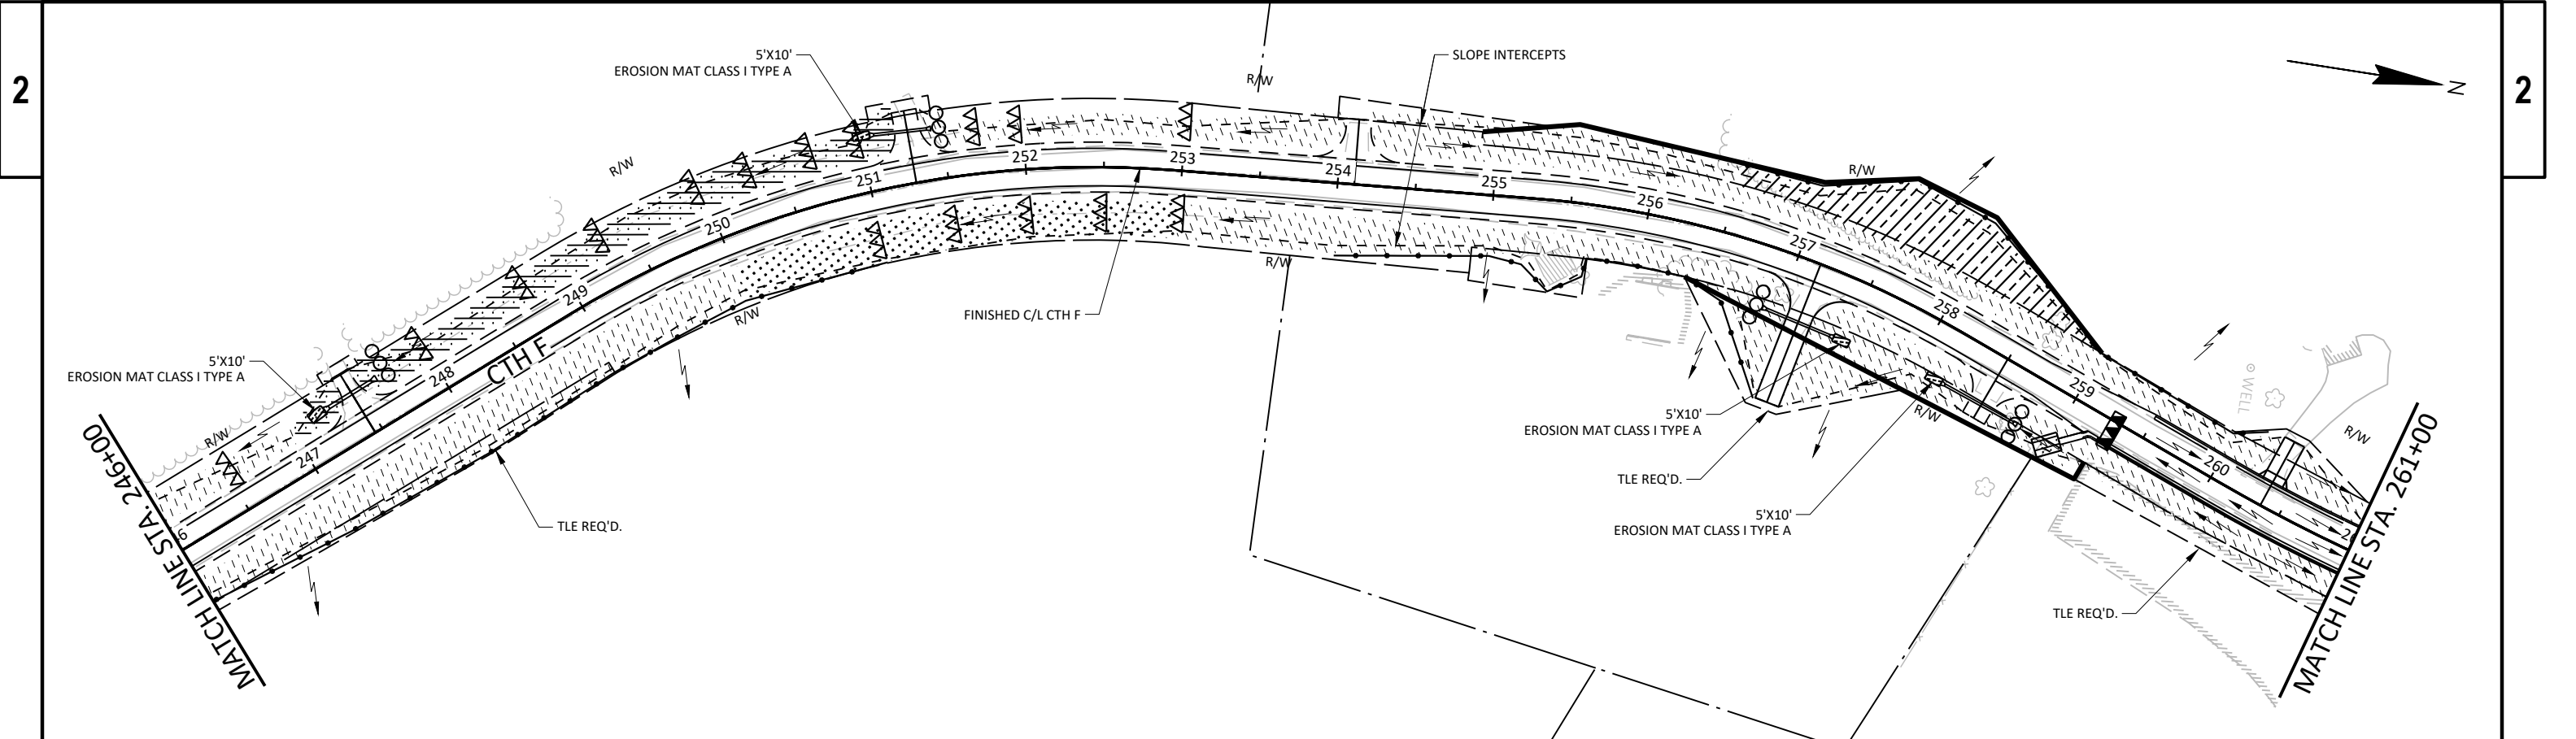 2
2
5'X10'
EROSION MAT CLASS I TYPE A
R/W
SLOPE INTERCEPTS
N
R/W
R/W
252
253
254
255
251
256
250
257
R/W
249
258
FINISHED C/L CTH F
R/W
5'X10'
EROSION MAT CLASS I TYPE A
CTH F
248
259
WELL
R/W
5'X10'
EROSION MAT CLASS I TYPE A
R/W
R/W
247
260
MATCH LINE STA. 246+00
MATCH LINE STA. 261+00
TLE REQ'D.
TLE REQ'D.
5'X10'
EROSION MAT CLASS I TYPE A
6
26
TLE REQ'D.